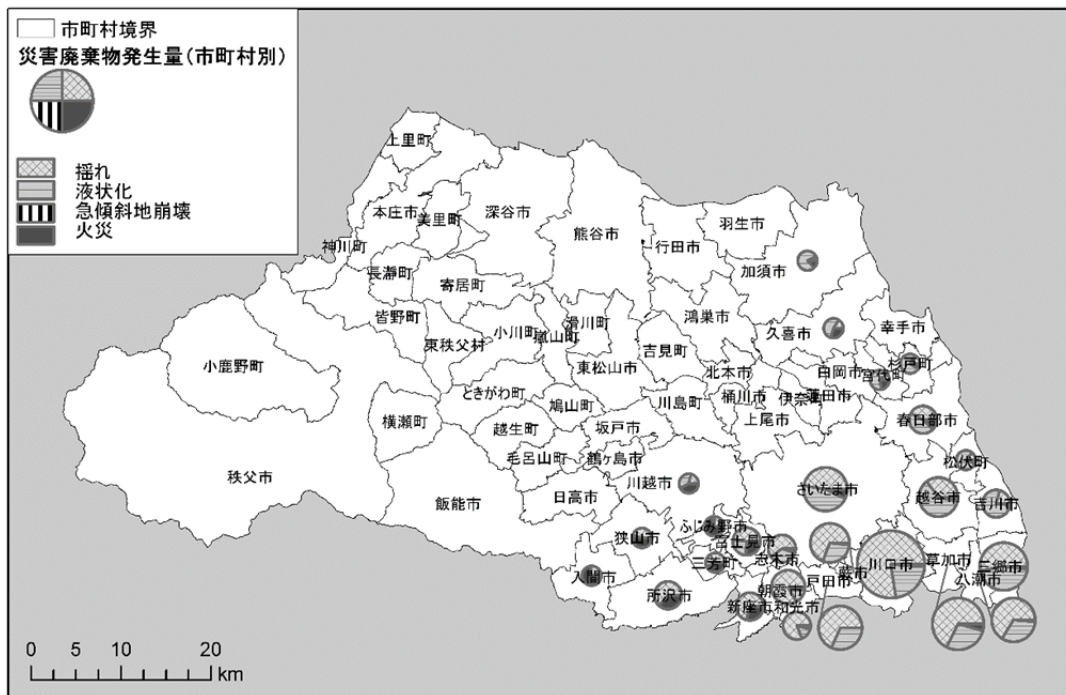 市町村境界
災害廃棄物発生量(市町村別)
揺れ
液状化
急傾斜地崩壊
火災
上里町
本庄市
美里町
深谷市
神川町
熊谷市
行田市
羽生市
加須市
長瀞町
寄居町
皆野町
小川町
嵐山町
滑川町
鴻巣市
久喜市
幸手市
小鹿野町
東秩父村
東松山市
吉見町
北本市
白岡市
杉戸町
宮代町
ときがわ町
鳩山町
川島町
桶川市
伊奈町
蓮田市
横瀬町
越生町
坂戸市
上尾市
春日部市
毛呂山町
鶴ヶ島市
松伏町
秩父市
飯能市
日高市
川越市
さいたま市
越谷市
吉川市
狭山市
ふじみ野市
富士見市
志木市
三芳町
入間市
所沢市
朝霞市
新座市
和光市
戸田市
蕨市
川口市
草加市
八潮市
三郷市
0 5 10 20
km